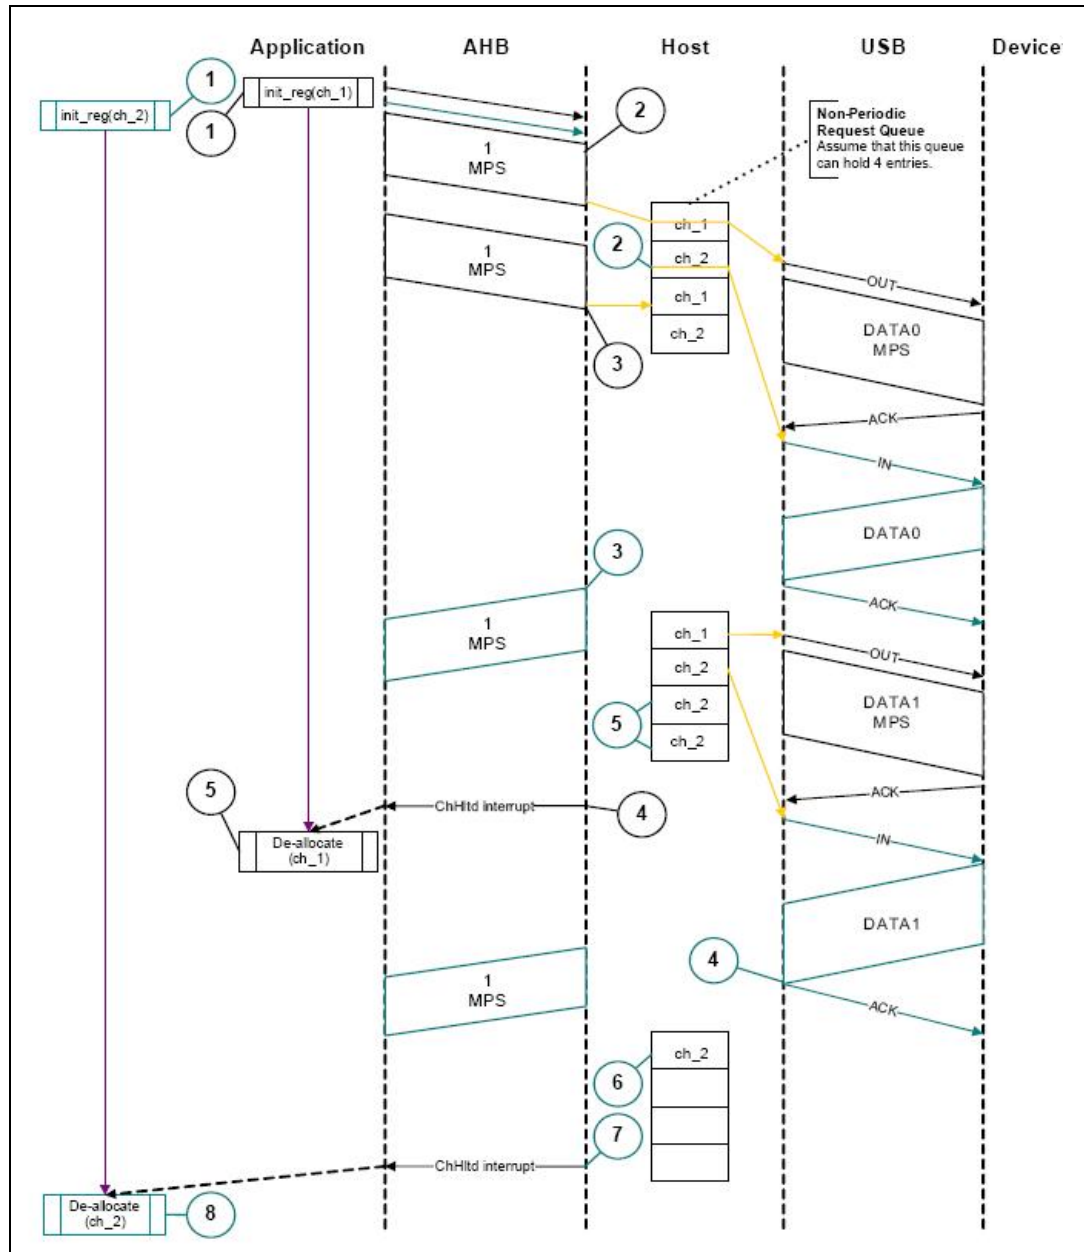 Application
AHB
Host
USB
Device
1
init_reg(ch_1)
init_reg(ch_2)
1
2
Non-Periodic
Request Queue
Assume that this queue
can hold 4 entries.
1
MPS
ch_1
2
ch_2
1
MPS
OUT
ch_1
ch_2
DATA0
MPS
3
ACK
IN
DATA0
3
ACK
1
MPS
ch_1
OUT
ch_2
ch_2
5
ch_2
DATA1
MPS
5
ChHltd interrupt
4
ACK
De-allocate
(ch_1)
IN
DATA1
4
1
MPS
ACK
ch_2
6
7
ChHltd interrupt
De-allocate
(ch_2)
8